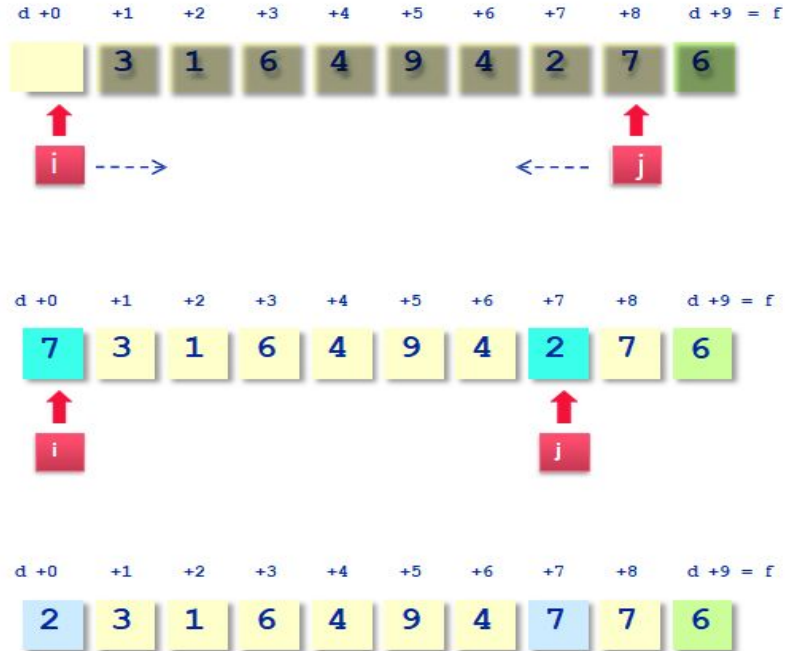 d +0 +1 +2 +3 +4 +5 +6 +7 +8 d +9 = f
3 1 6 4 9 4 2 7 6
i j
d +0 +1 +2 +3 +4 +5 +6 +7 +8 d +9 = f
7 3 1 6 4 9 4 2 7 6
i j
d +0 +1 +2 +3 +4 +5 +6 +7 +8 d +9 = f
2 3 1 6 4 9 4 7 7 6